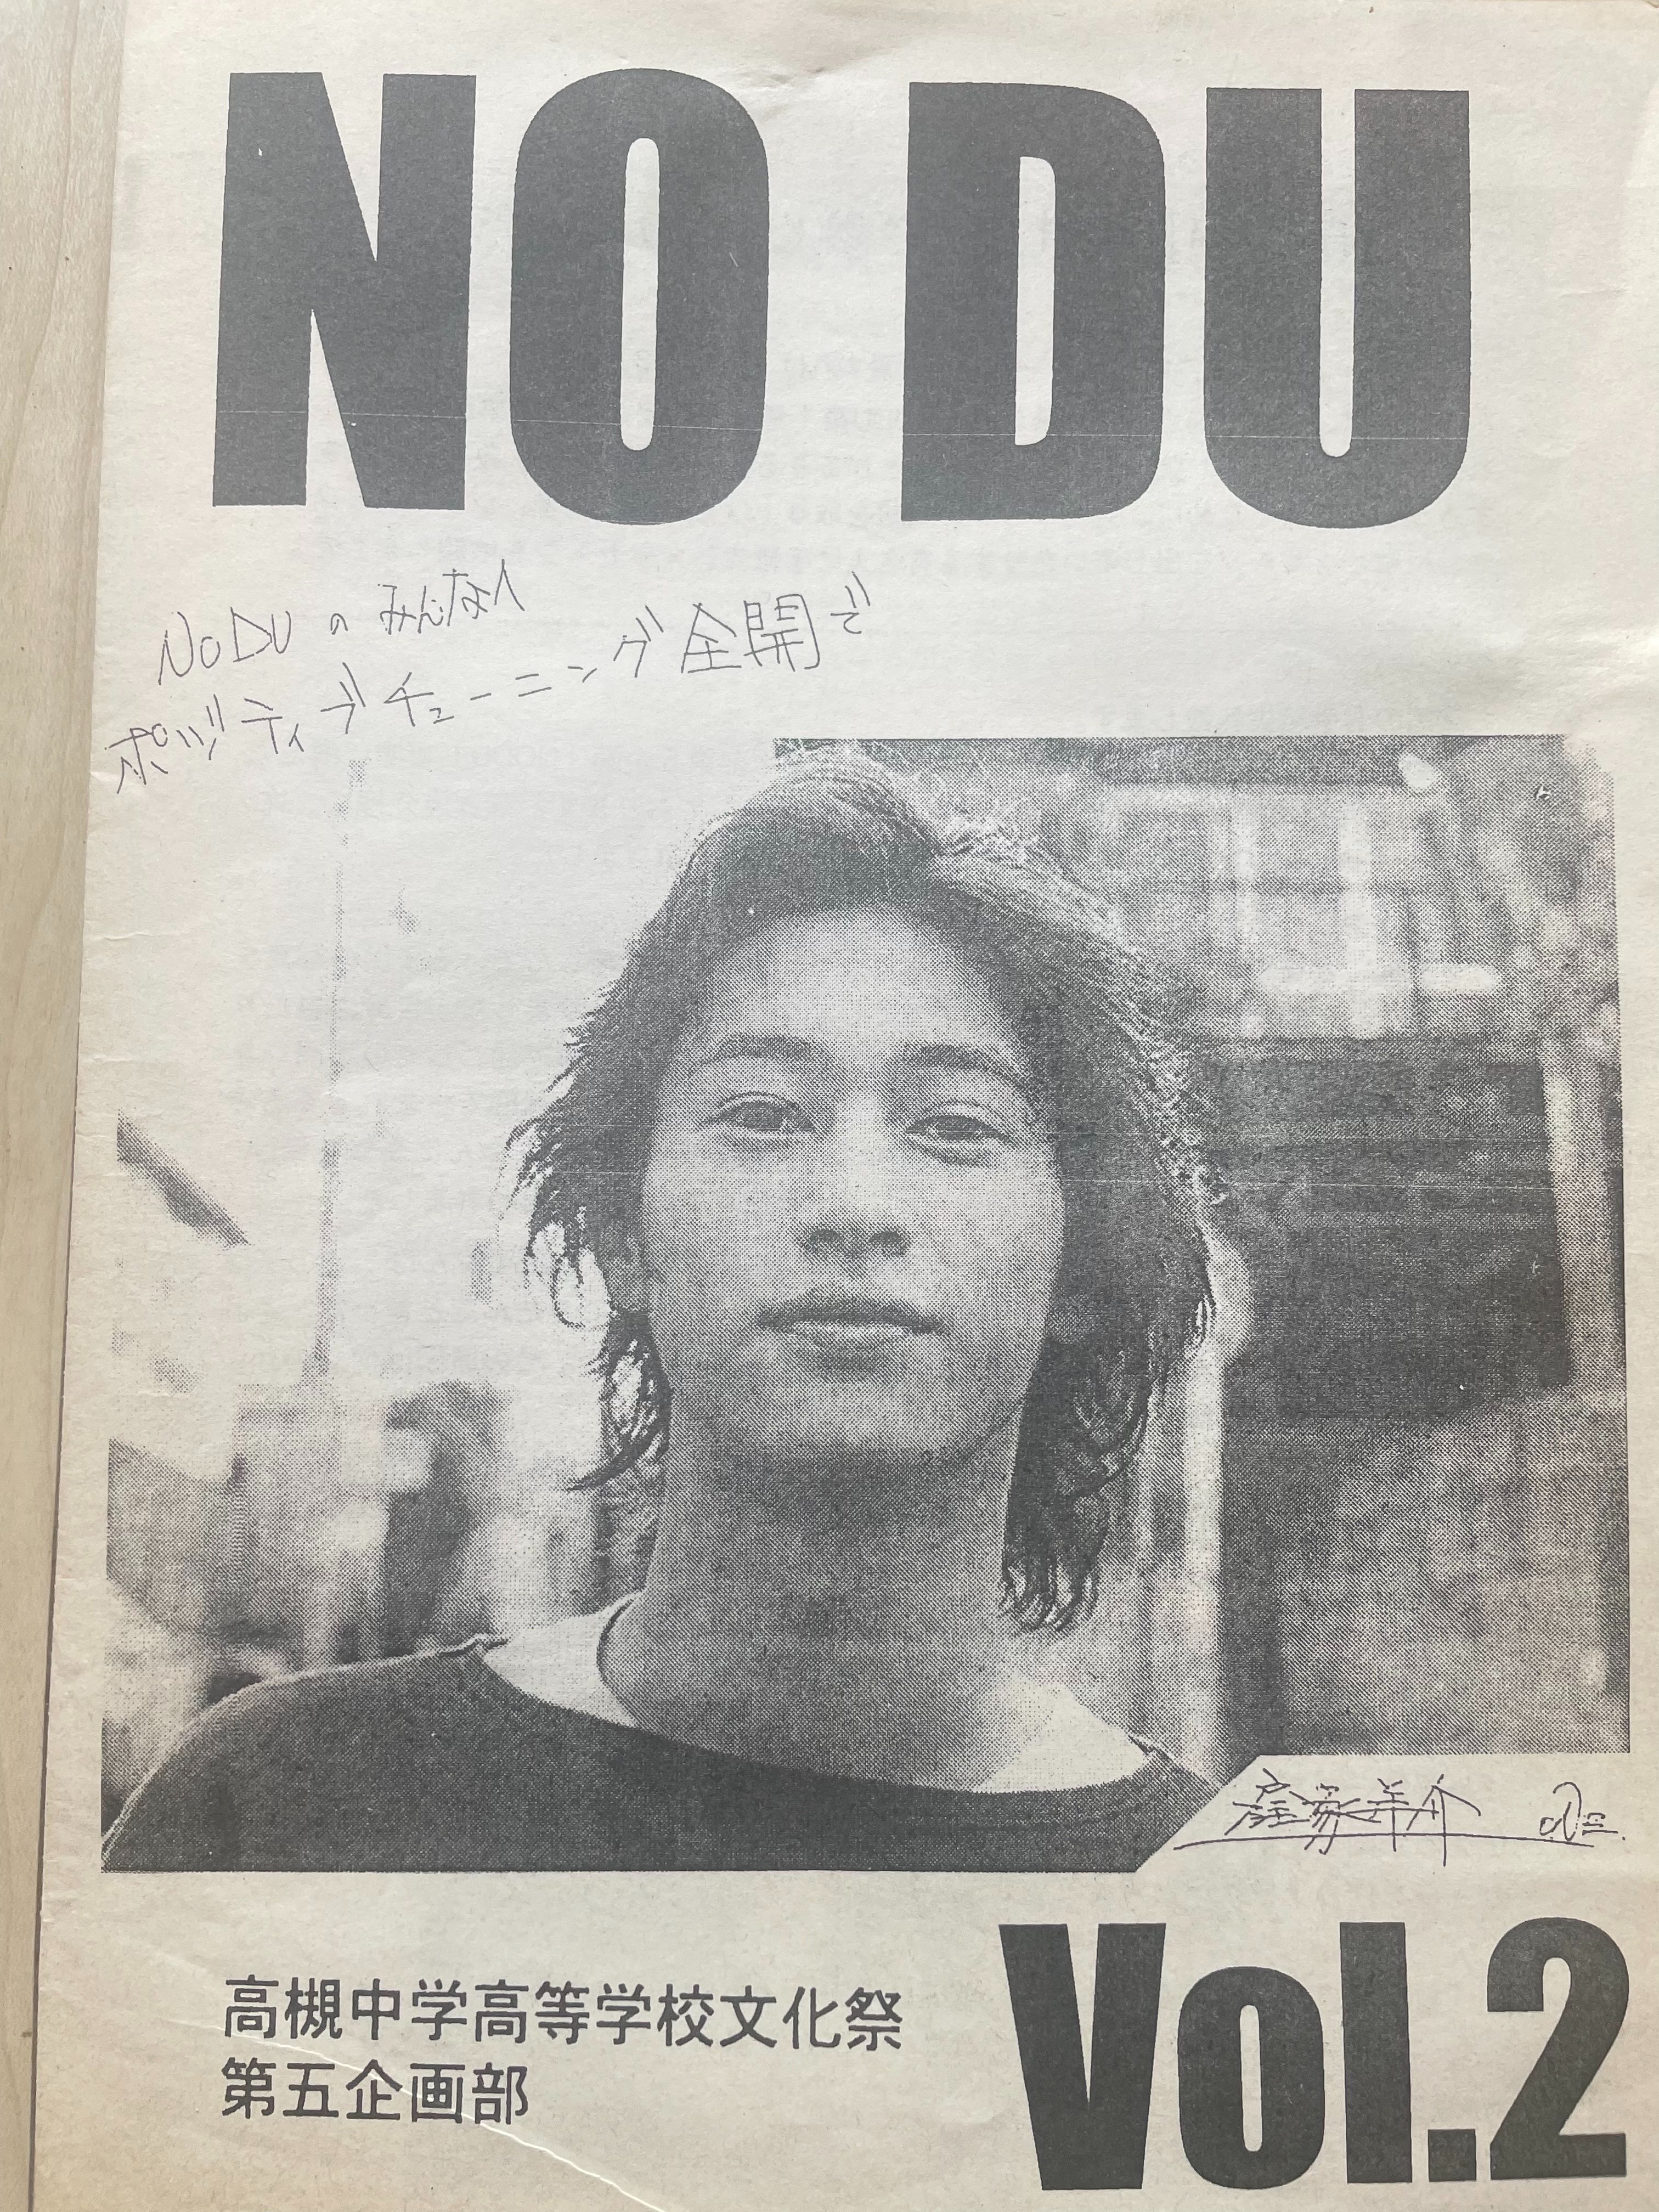 NO DU
NODUのみんなへ
ポジティブチューニング全開で
洋介
高槻中学高等学校文化祭
第五企画部
Vol.2